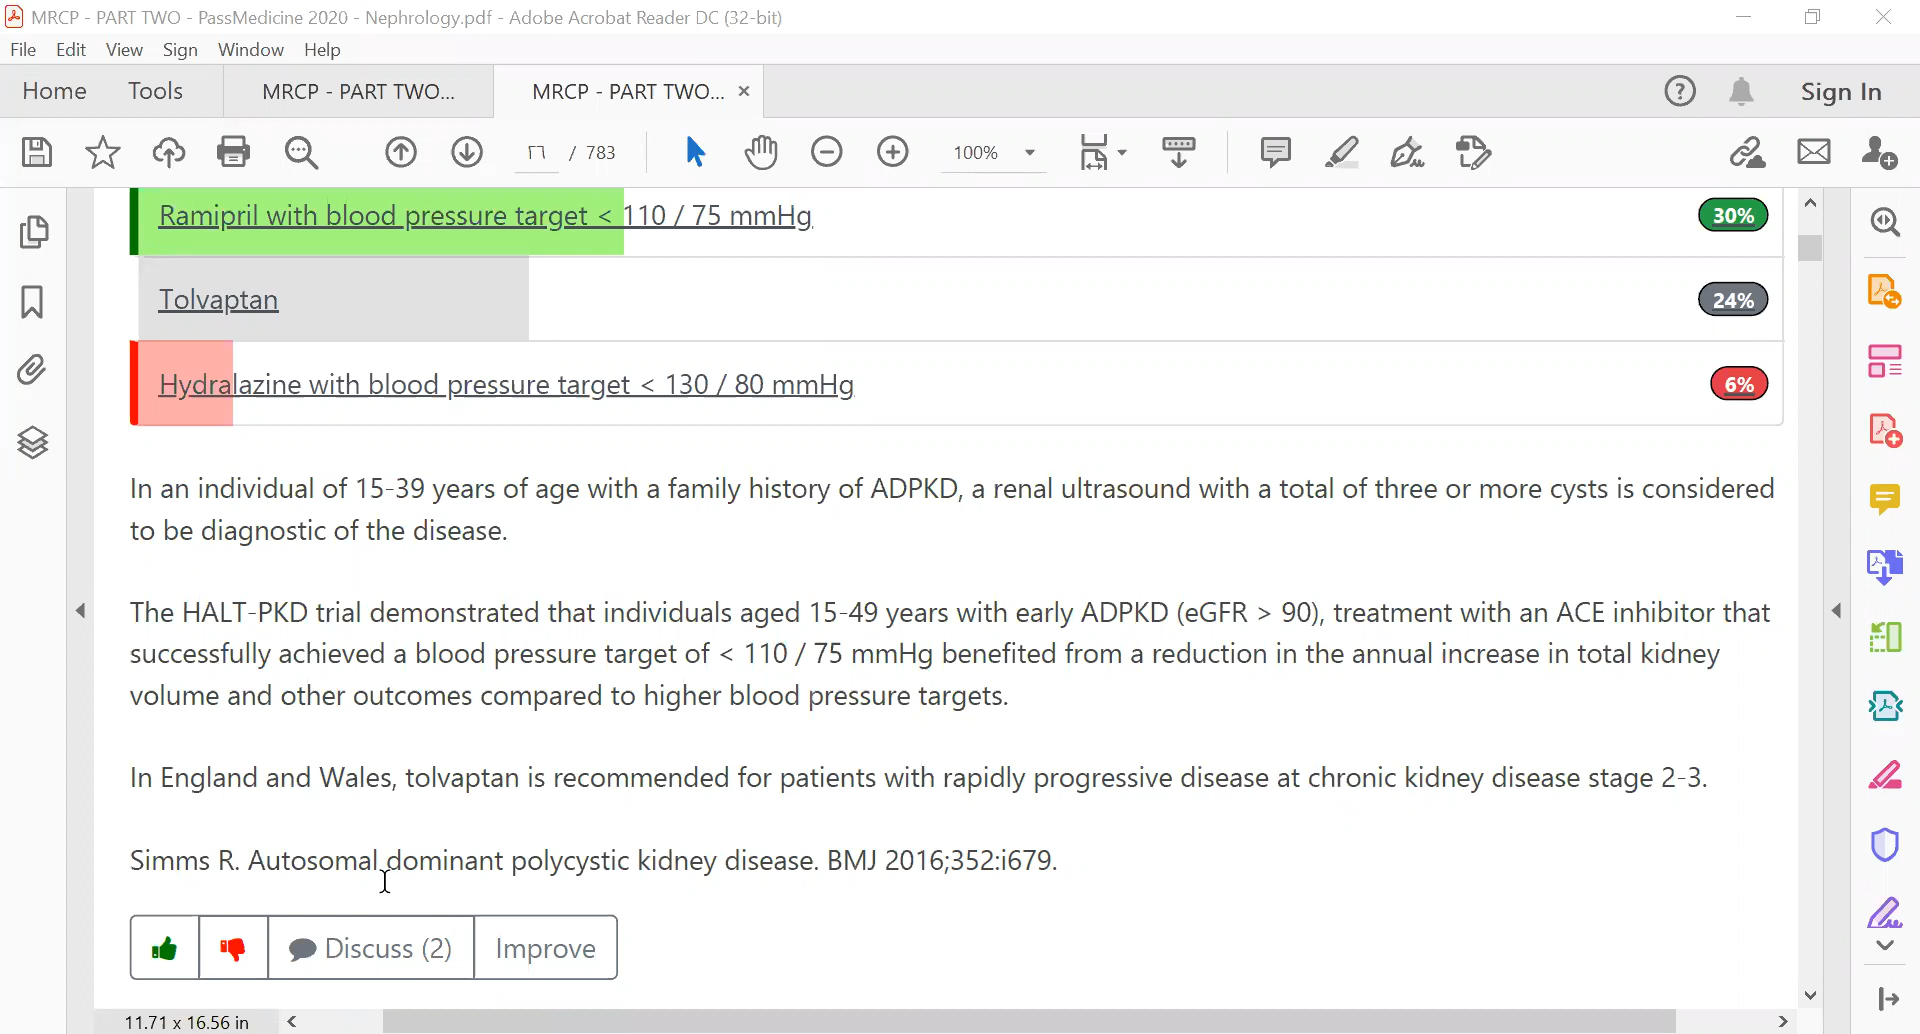 MRCP - PART TWO - PassMedicine 2020 - Nephrology.pdf - Adobe Acrobat Reader DC (32-bit)
File Edit View Sign Window Help
Home Tools MRCP - PART TWO... MRCP - PART TWO... × Sign In
٢٦ / 783 100%
Ramipril with blood pressure target < 110 / 75 mmHg 30%
Tolvaptan 24%
Hydralazine with blood pressure target < 130 / 80 mmHg 6%
In an individual of 15-39 years of age with a family history of ADPKD, a renal ultrasound with a total of three or more cysts is considered
to be diagnostic of the disease.
The HALT-PKD trial demonstrated that individuals aged 15-49 years with early ADPKD (eGFR > 90), treatment with an ACE inhibitor that
successfully achieved a blood pressure target of < 110 / 75 mmHg benefited from a reduction in the annual increase in total kidney
volume and other outcomes compared to higher blood pressure targets.
In England and Wales, tolvaptan is recommended for patients with rapidly progressive disease at chronic kidney disease stage 2-3.
Simms R. Autosomal dominant polycystic kidney disease. BMJ 2016;352:i679.
Discuss (2) Improve
11.71 x 16.56 in